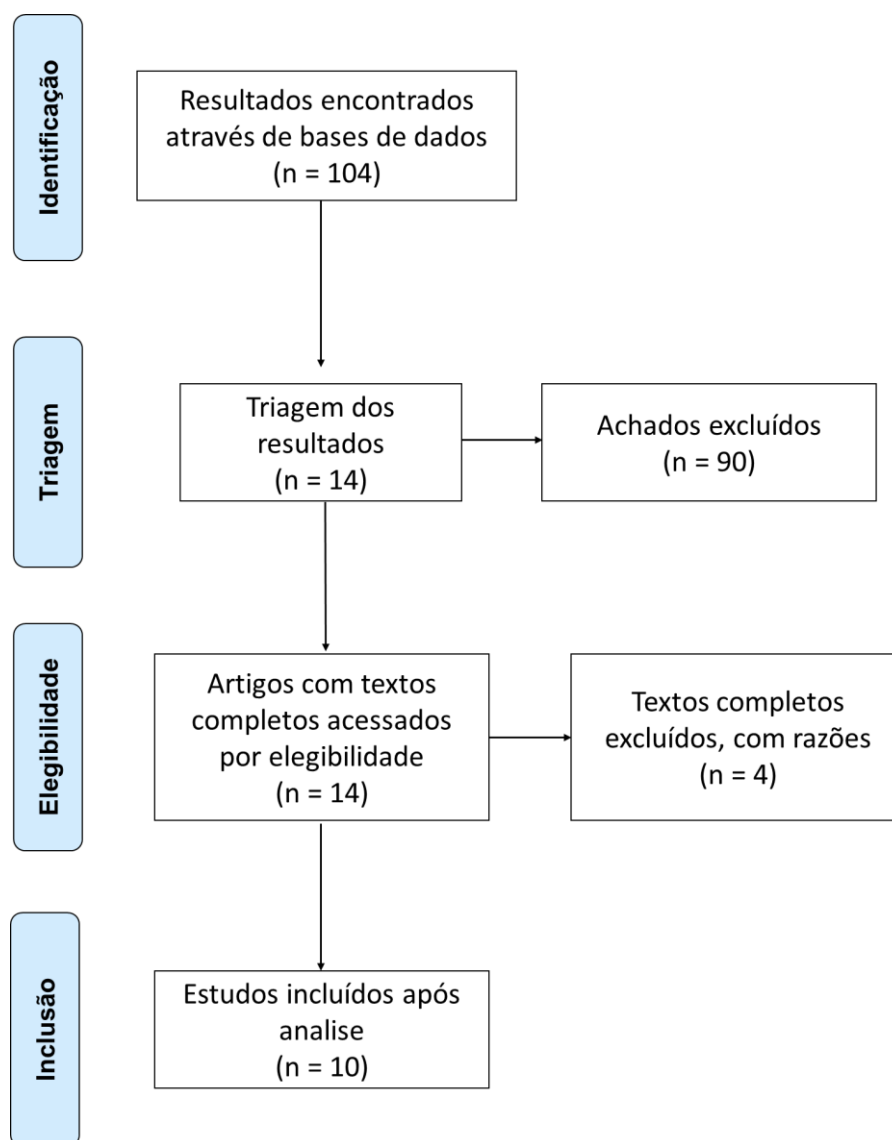 Identificação
Resultados encontrados
através de bases de dados
(n = 104)
Triagem
Triagem dos
resultados
(n = 14)
Achados excluídos
(n = 90)
Elegibilidade
Artigos com textos
completos acessados
por elegibilidade
(n = 14)
Textos completos
excluídos, com razões
(n = 4)
Inclusão
Estudos incluídos após
analise
(n = 10)